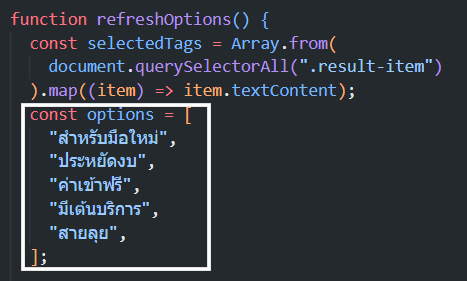 function refreshOptions() {
const selectedTags = Array.from(
document.querySelectorAll(".result-item")
).map((item) => item.textContent);
const options = [
"สำหรับมือใหม่",
"ประหยัดงบ",
"ค่าเข้าฟรี",
"มีเต้นบริการ",
"สายลุย",
];